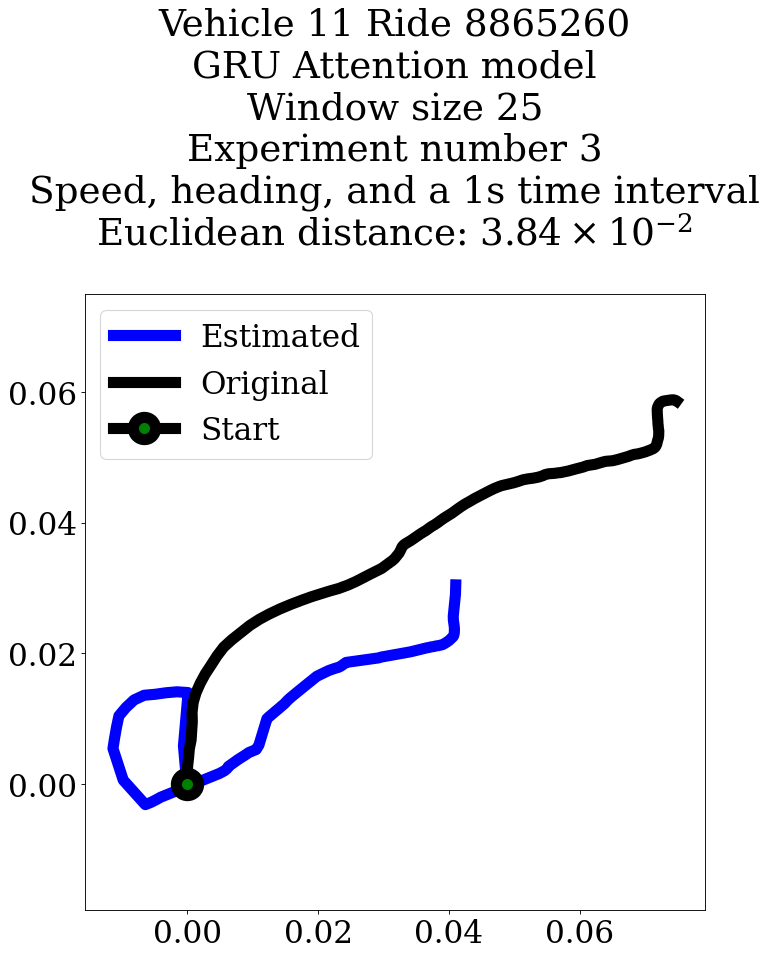 Vehicle 11 Ride 8865260
GRU Attention model
Window size 25
Experiment number 3
Speed, heading, and a 1s time interval
Euclidean distance: 3.84 × 10⁻²
Estimated
Original
Start
0.06
0.04
0.02
0.00
0.00 0.02 0.04 0.06